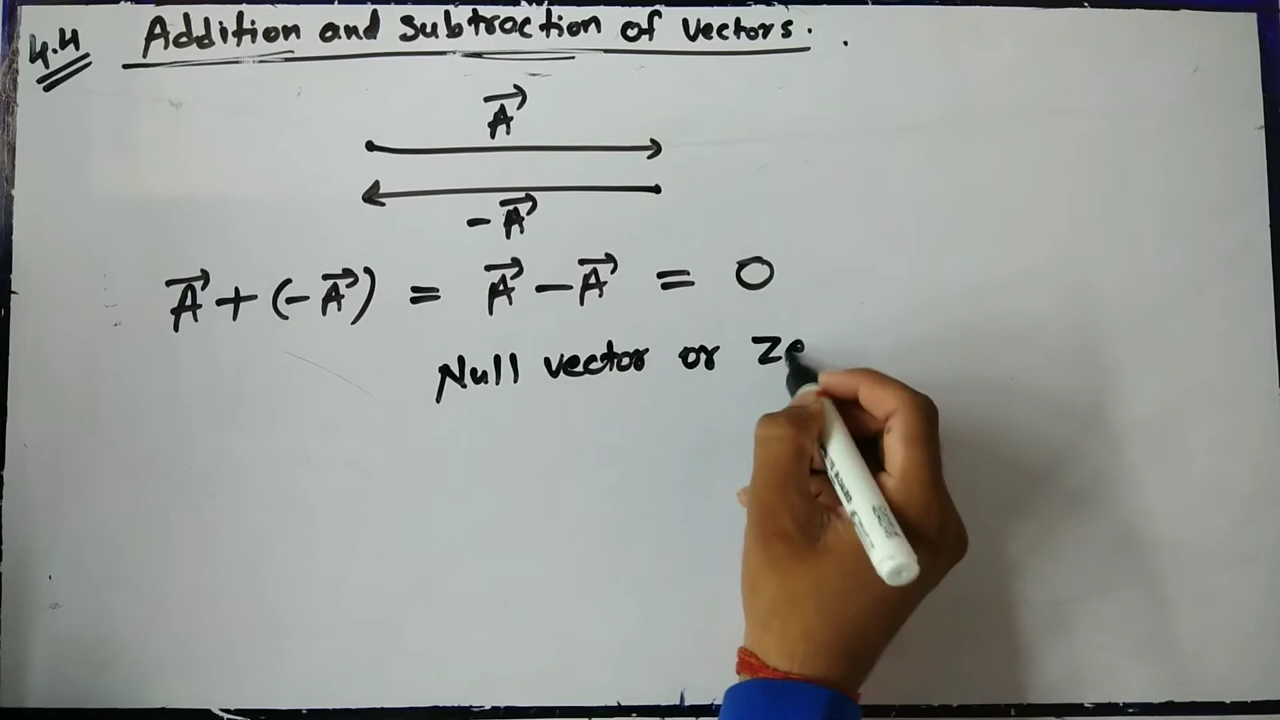 4.4 Addition and Subtraction of Vectors.
A⃗
-A⃗
A⃗ + (-A⃗) = A⃗ - A⃗ = 0
Null vector or Ze